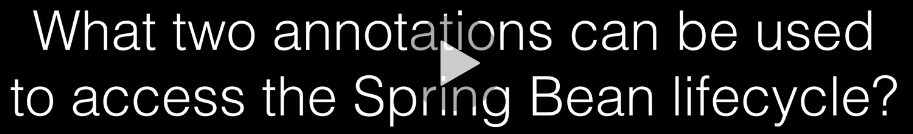 What two annotations can be used
to access the Spring Bean lifecycle?